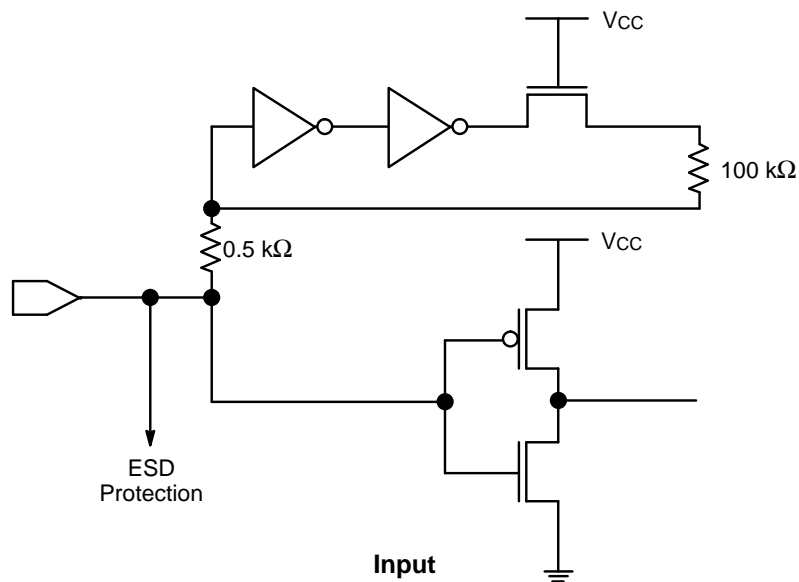 VCC
100 kΩ
0.5 kΩ
VCC
ESD
Protection
Input